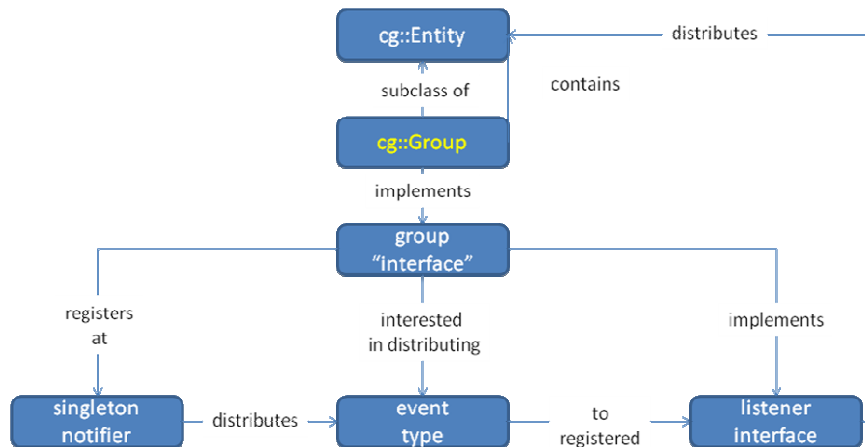 cg::Entity
distributes
subclass of
contains
cg::Group
implements
group
“interface”
registers
at
interested
in distributing
implements
singleton
notifier
distributes
event
type
to
registered
listener
interface